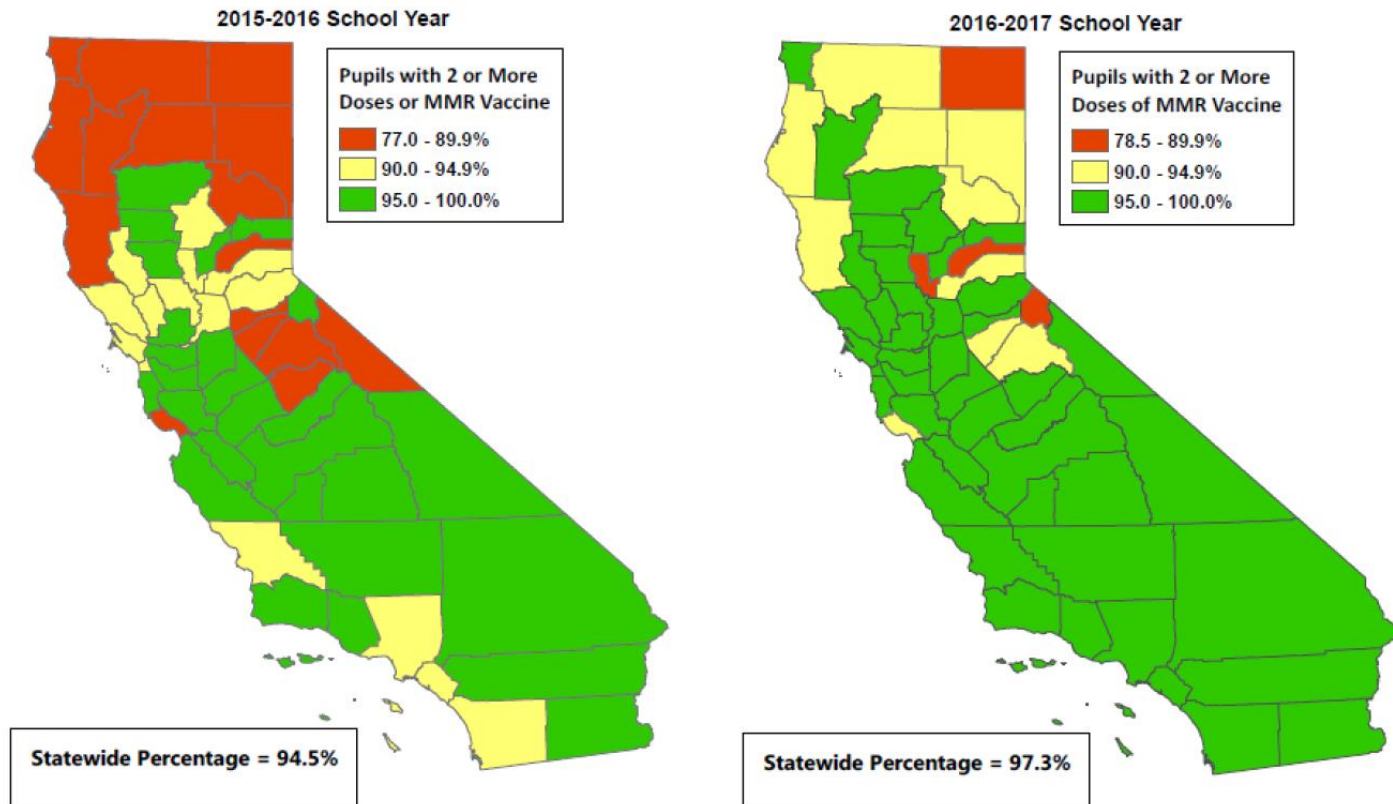 2015-2016 School Year
Pupils with 2 or More
Doses or MMR Vaccine
77.0 - 89.9%
90.0 - 94.9%
95.0 - 100.0%
Statewide Percentage = 94.5%
2016-2017 School Year
Pupils with 2 or More
Doses of MMR Vaccine
78.5 - 89.9%
90.0 - 94.9%
95.0 - 100.0%
Statewide Percentage = 97.3%